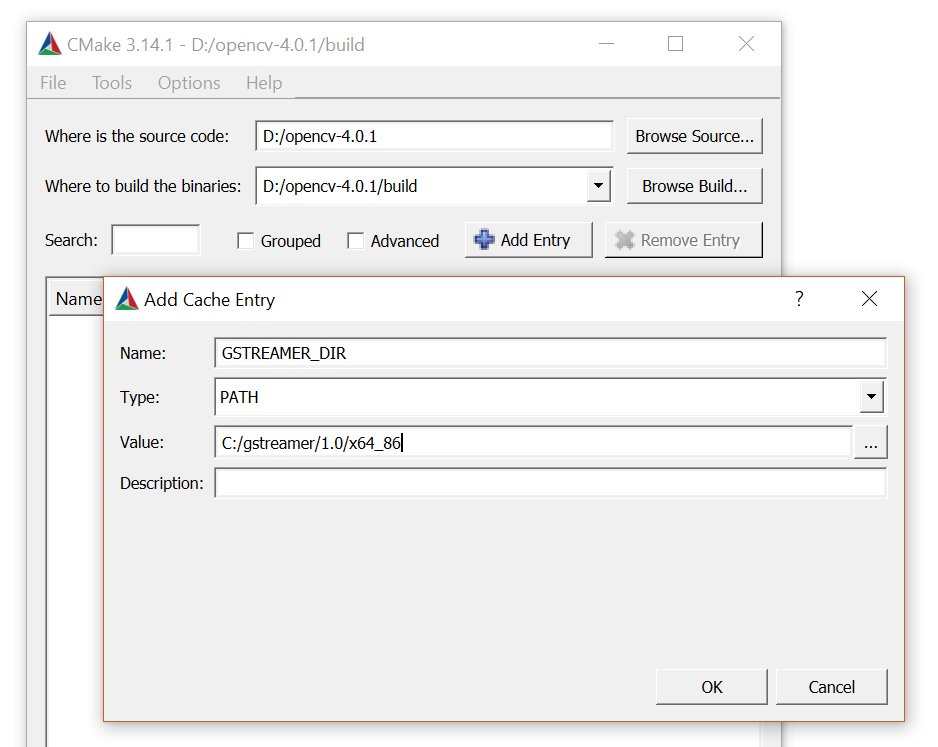 CMake 3.14.1 - D:/opencv-4.0.1/build
File Tools Options Help
Where is the source code: D:/opencv-4.0.1 Browse Source...
Where to build the binaries: D:/opencv-4.0.1/build Browse Build...
Search: Grouped Advanced Add Entry Remove Entry
Name
Add Cache Entry ?
Name: GSTREAMER_DIR
Type: PATH
Value: C:/gstreamer/1.0/x64_86 ...
Description:
OK Cancel